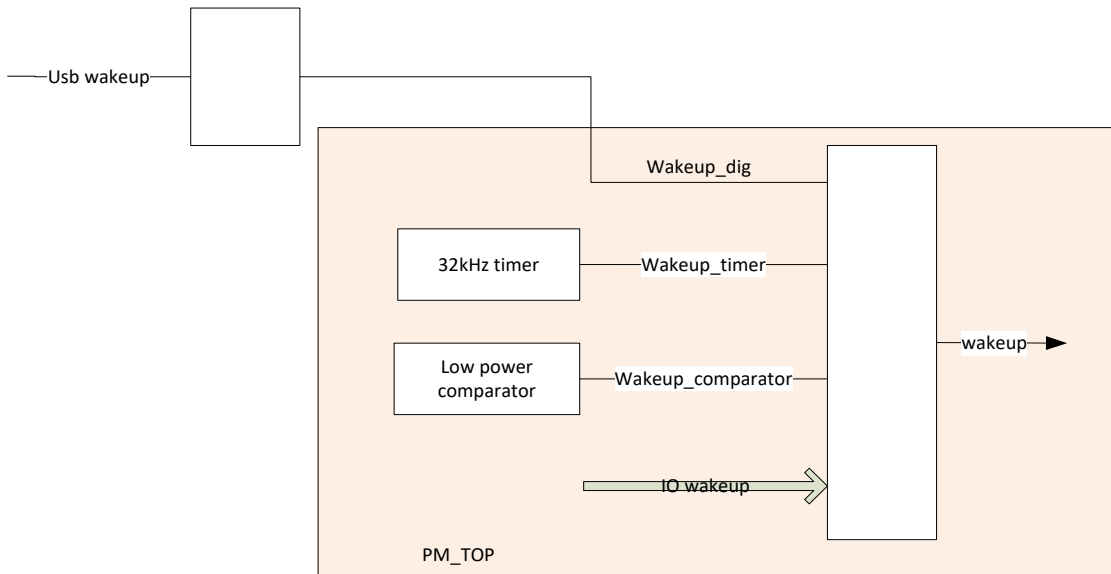 Usb wakeup
Wakeup_dig
32kHz timer
Wakeup_timer
wakeup
Low power
comparator
Wakeup_comparator
IO wakeup
PM_TOP